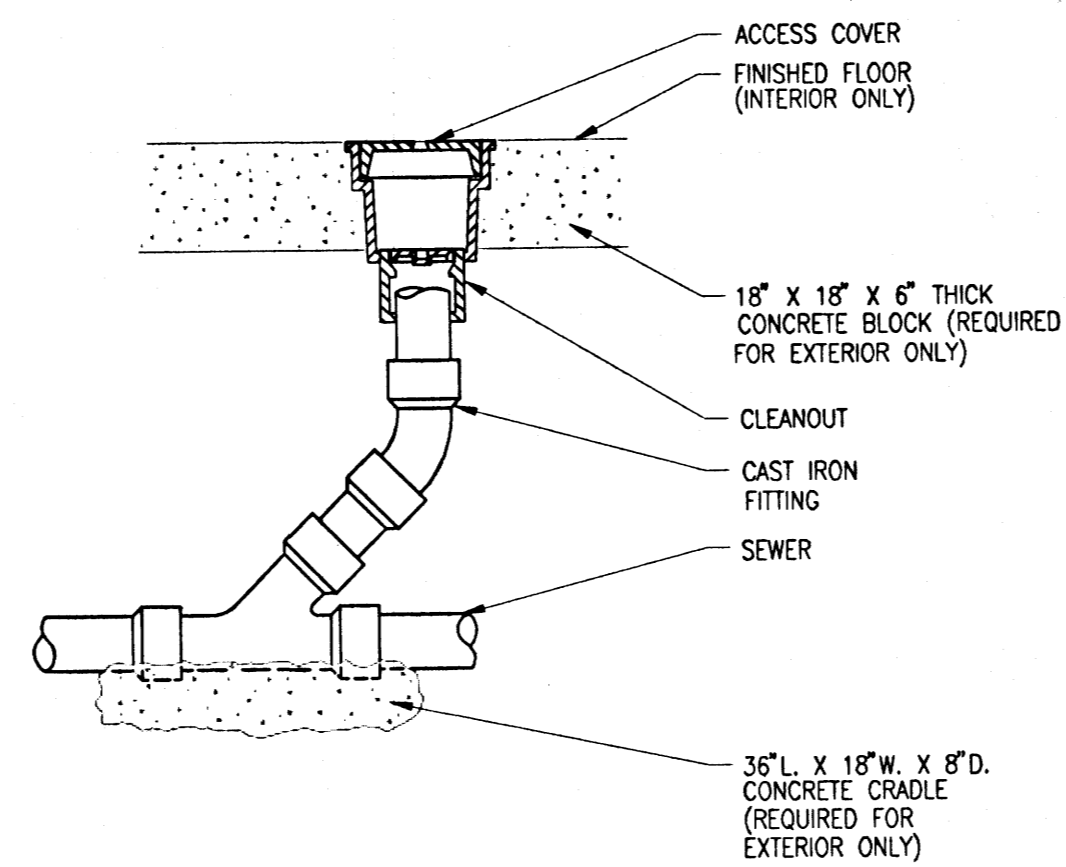 ACCESS COVER
FINISHED FLOOR
(INTERIOR ONLY)
18" X 18" X 6" THICK
CONCRETE BLOCK (REQUIRED
FOR EXTERIOR ONLY)
CLEANOUT
CAST IRON
FITTING
SEWER
36"L. X 18"W. X 8"D.
CONCRETE CRADLE
(REQUIRED FOR
EXTERIOR ONLY)